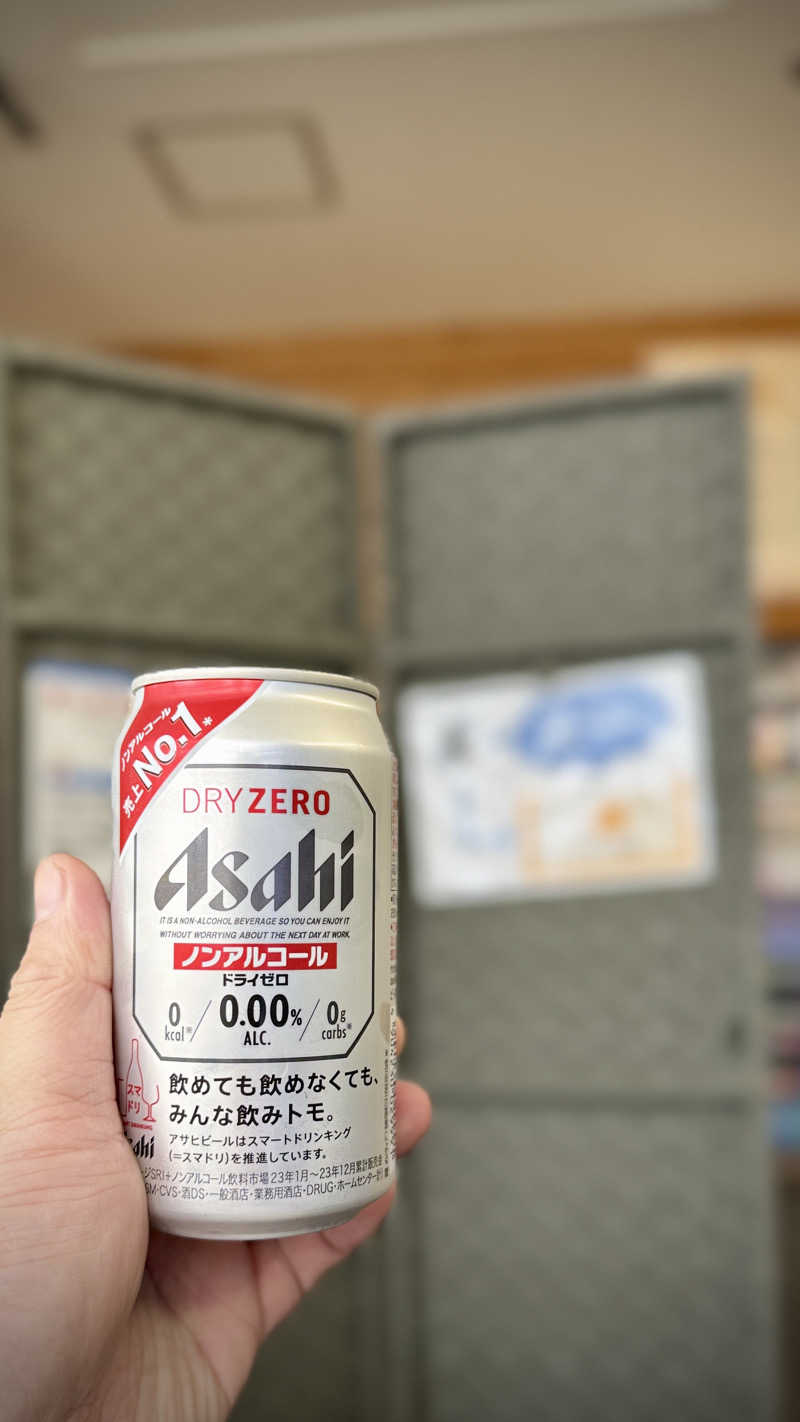 ノンアルコール
売上No.1*
DRYZERO
Asahi
IT IS A NON-ALCOHOL BEVERAGE SO YOU CAN ENJOY IT
WITHOUT WORRYING ABOUT THE NEXT DAY AT WORK.
ノンアルコール
ドライゼロ
0 kcal※ / 0.00% ALC. / 0g carbs※
飲めても飲めなくても、
みんな飲みトモ。
スマ
ドリ
アサヒビールはスマートドリンキング
(=スマドリ)を推進しています。
ジSRI+ノンアルコール飲料市場23年1月～23年12月累計販売金
M・CVS・酒DS・一般酒店・業務用酒店・DRUG・ホームセンター計